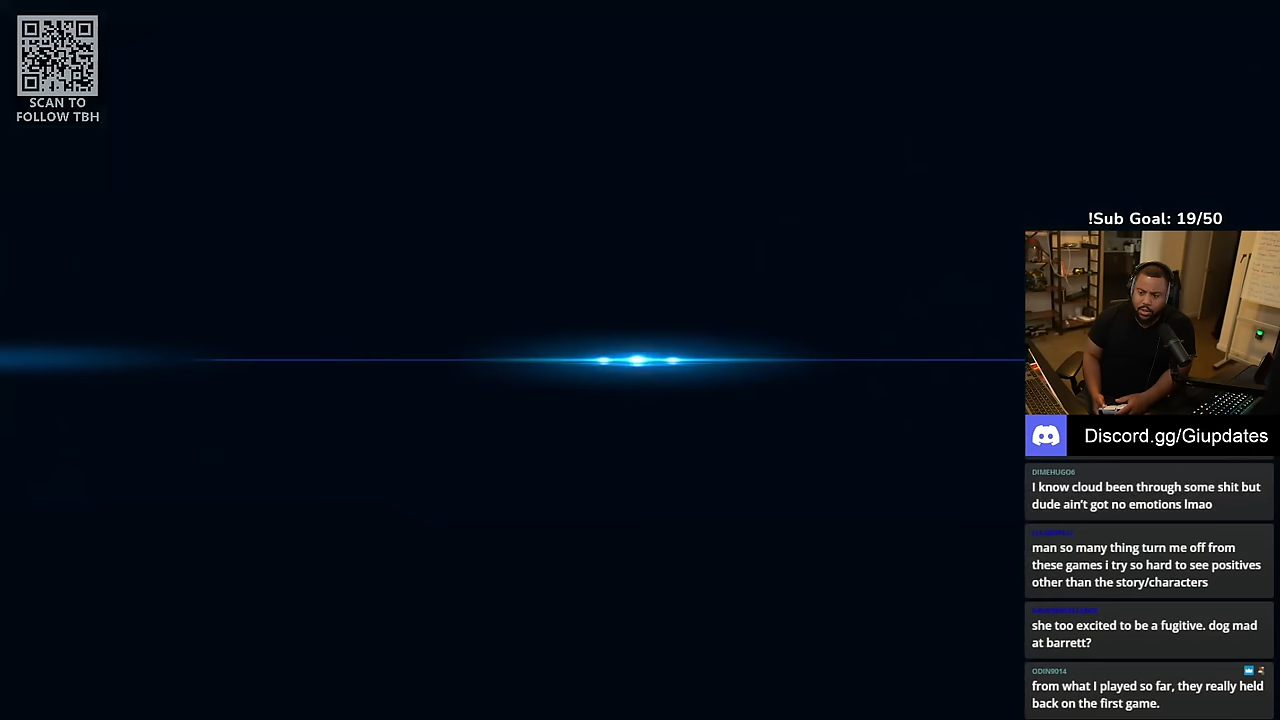 SCAN TO
FOLLOW TBH
!Sub Goal: 19/50
Discord.gg/Giupdates
DIMEHUGO6
I know cloud been through some shit but
dude ain't got no emotions lmao
man so many thing turn me off from
these games i try so hard to see positives
other than the story/characters
she too excited to be a fugitive. dog mad
at barrett?
ODIN9014
from what I played so far, they really held
back on the first game.